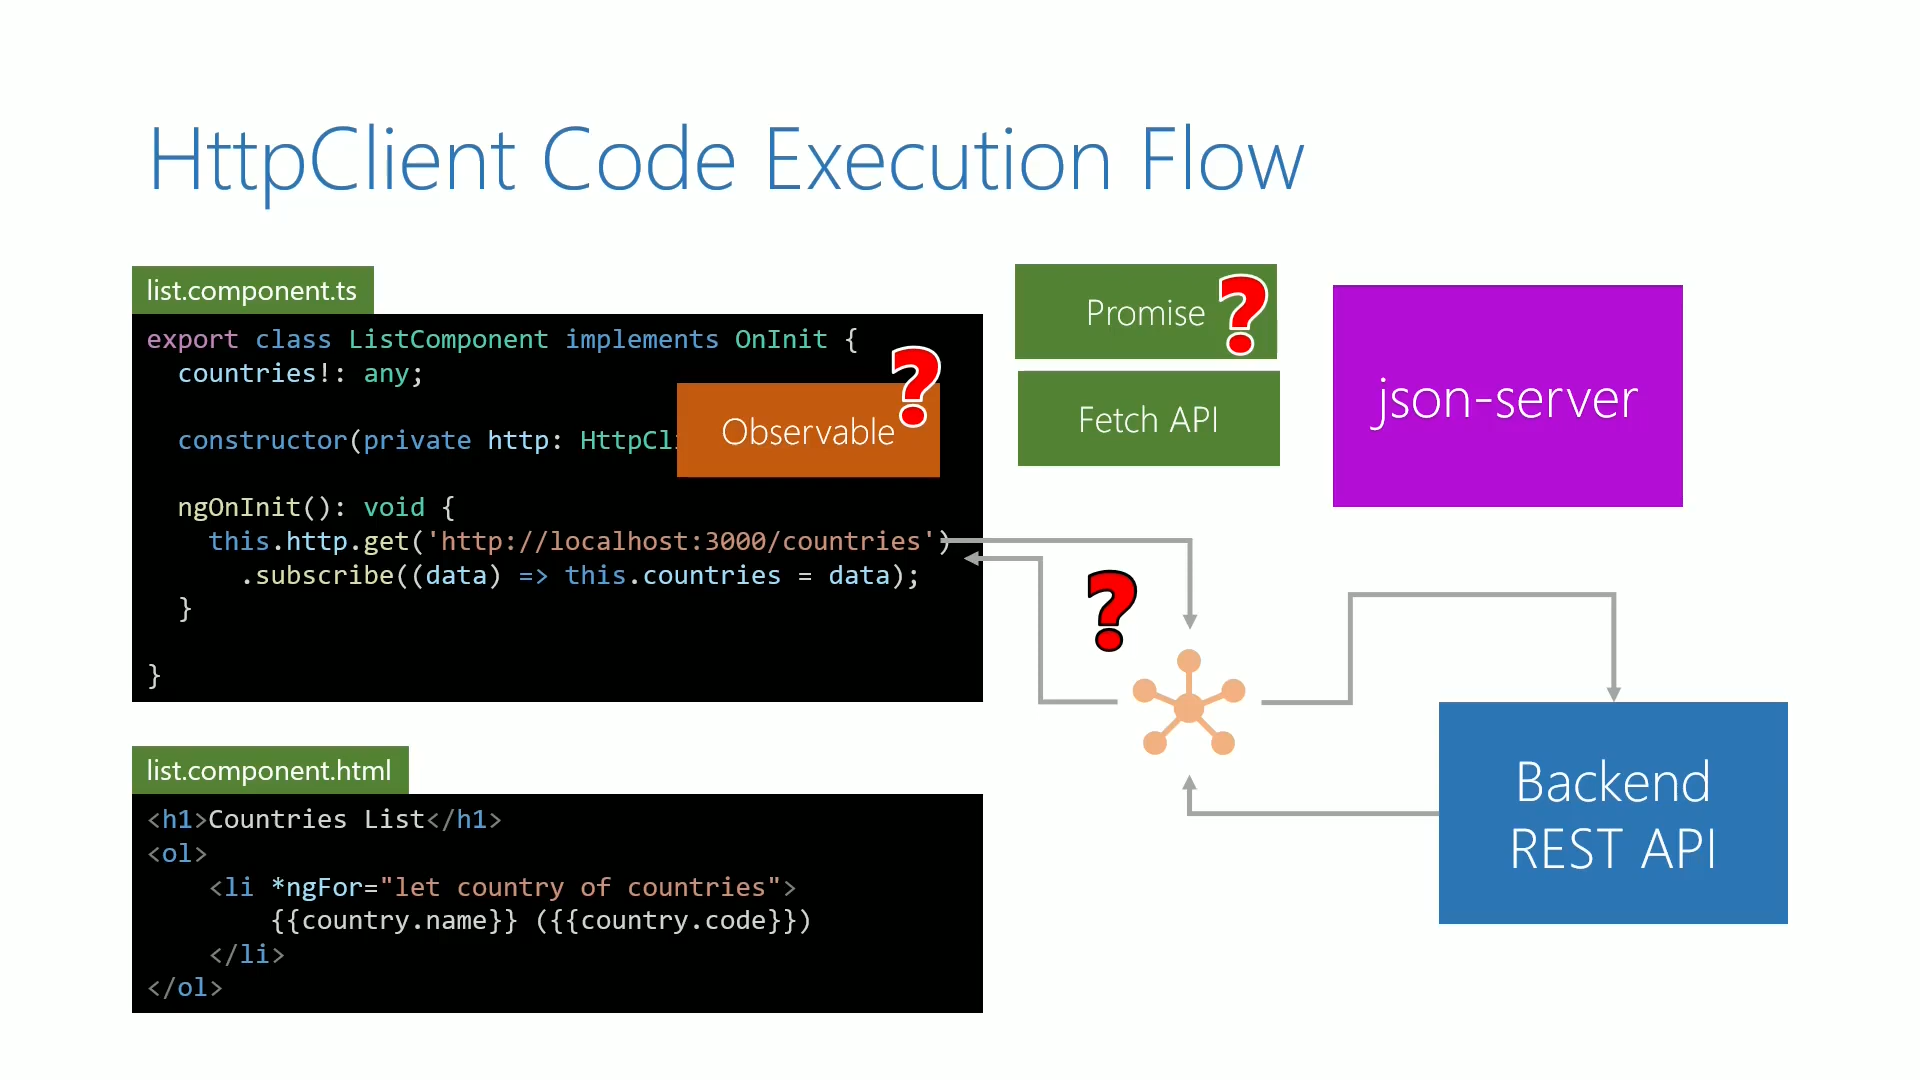 HttpClient Code Execution Flow
list.component.ts
export class ListComponent implements OnInit {
countries!: any;
constructor(private http: HttpCl
ngOnInit(): void {
this.http.get('http://localhost:3000/countries')
.subscribe((data) => this.countries = data);
}
}
Observable
?
Promise
?
Fetch API
json-server
?
Backend
REST API
list.component.html
<h1>Countries List</h1>
<ol>
<li *ngFor="let country of countries">
{{country.name}} ({{country.code}})
</li>
</ol>